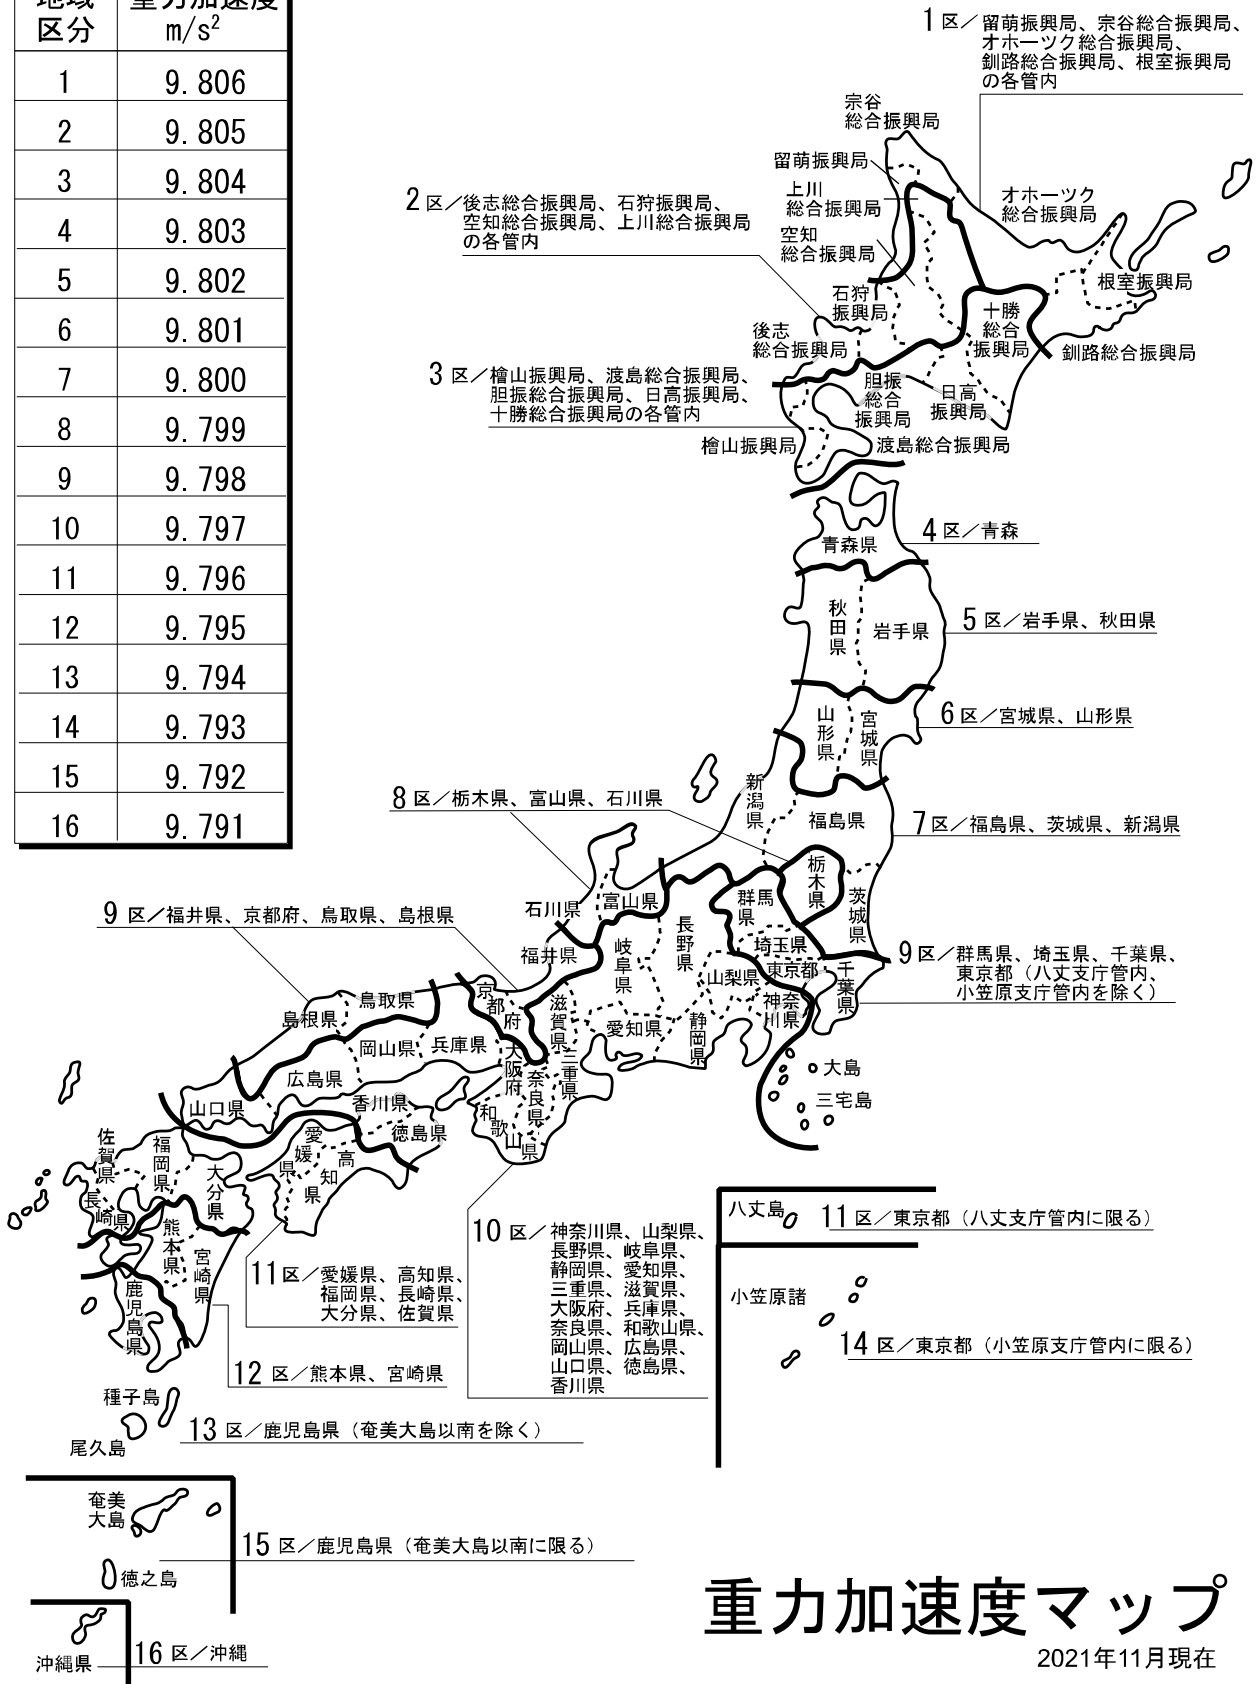 地域 重力加速度
区分 m/s²
1 9.806
2 9.805
3 9.804
4 9.803
5 9.802
6 9.801
7 9.800
8 9.799
9 9.798
10 9.797
11 9.796
12 9.795
13 9.794
14 9.793
15 9.792
16 9.791
1 区／留萌振興局、宗谷総合振興局、
オホーツク総合振興局、
釧路総合振興局、根室振興局
の各管内
宗谷
総合振興局
留萌振興局
上川
総合振興局
空知
総合振興局
オホーツク
総合振興局
2 区／後志総合振興局、石狩振興局、
空知総合振興局、上川総合振興局
の各管内
根室振興局
石狩
振興局
十勝
総合
振興局
後志
総合振興局
釧路総合振興局
3 区／檜山振興局、渡島総合振興局、
胆振総合振興局、日高振興局、
十勝総合振興局の各管内
胆振
総合
振興局
日高
振興局
檜山振興局
渡島総合振興局
4 区／青森
青森県
秋田県
岩手県
5 区／岩手県、秋田県
山形県
宮城県
6 区／宮城県、山形県
新潟県
8 区／栃木県、富山県、石川県
福島県
7 区／福島県、茨城県、新潟県
栃木県
茨城県
群馬県
富山県
石川県
9 区／福井県、京都府、鳥取県、島根県
長野県
埼玉県
岐阜県
福井県
9 区／群馬県、埼玉県、千葉県、
東京都（八丈支庁管内、
小笠原支庁管内を除く）
山梨県
東京都
千葉県
神奈川県
京都府
鳥取県
島根県
滋賀県
愛知県
静岡県
岡山県
兵庫県
大阪府
三重県
奈良県
広島県
大島
山口県
香川県
三宅島
和歌山県
徳島県
愛媛県
高知県
佐賀県
福岡県
大分県
長崎県
熊本県
宮崎県
鹿児島県
八丈島
11 区／東京都（八丈支庁管内に限る）
10 区／神奈川県、山梨県、
長野県、岐阜県、
静岡県、愛知県、
三重県、滋賀県、
大阪府、兵庫県、
奈良県、和歌山県、
岡山県、広島県、
山口県、徳島県、
香川県
11 区／愛媛県、高知県、
福岡県、長崎県、
大分県、佐賀県
小笠原諸
14 区／東京都（小笠原支庁管内に限る）
12 区／熊本県、宮崎県
種子島
13 区／鹿児島県（奄美大島以南を除く）
尾久島
奄美
大島
15 区／鹿児島県（奄美大島以南に限る）
徳之島
16 区／沖縄
沖縄県
重力加速度マップ
2021年11月現在